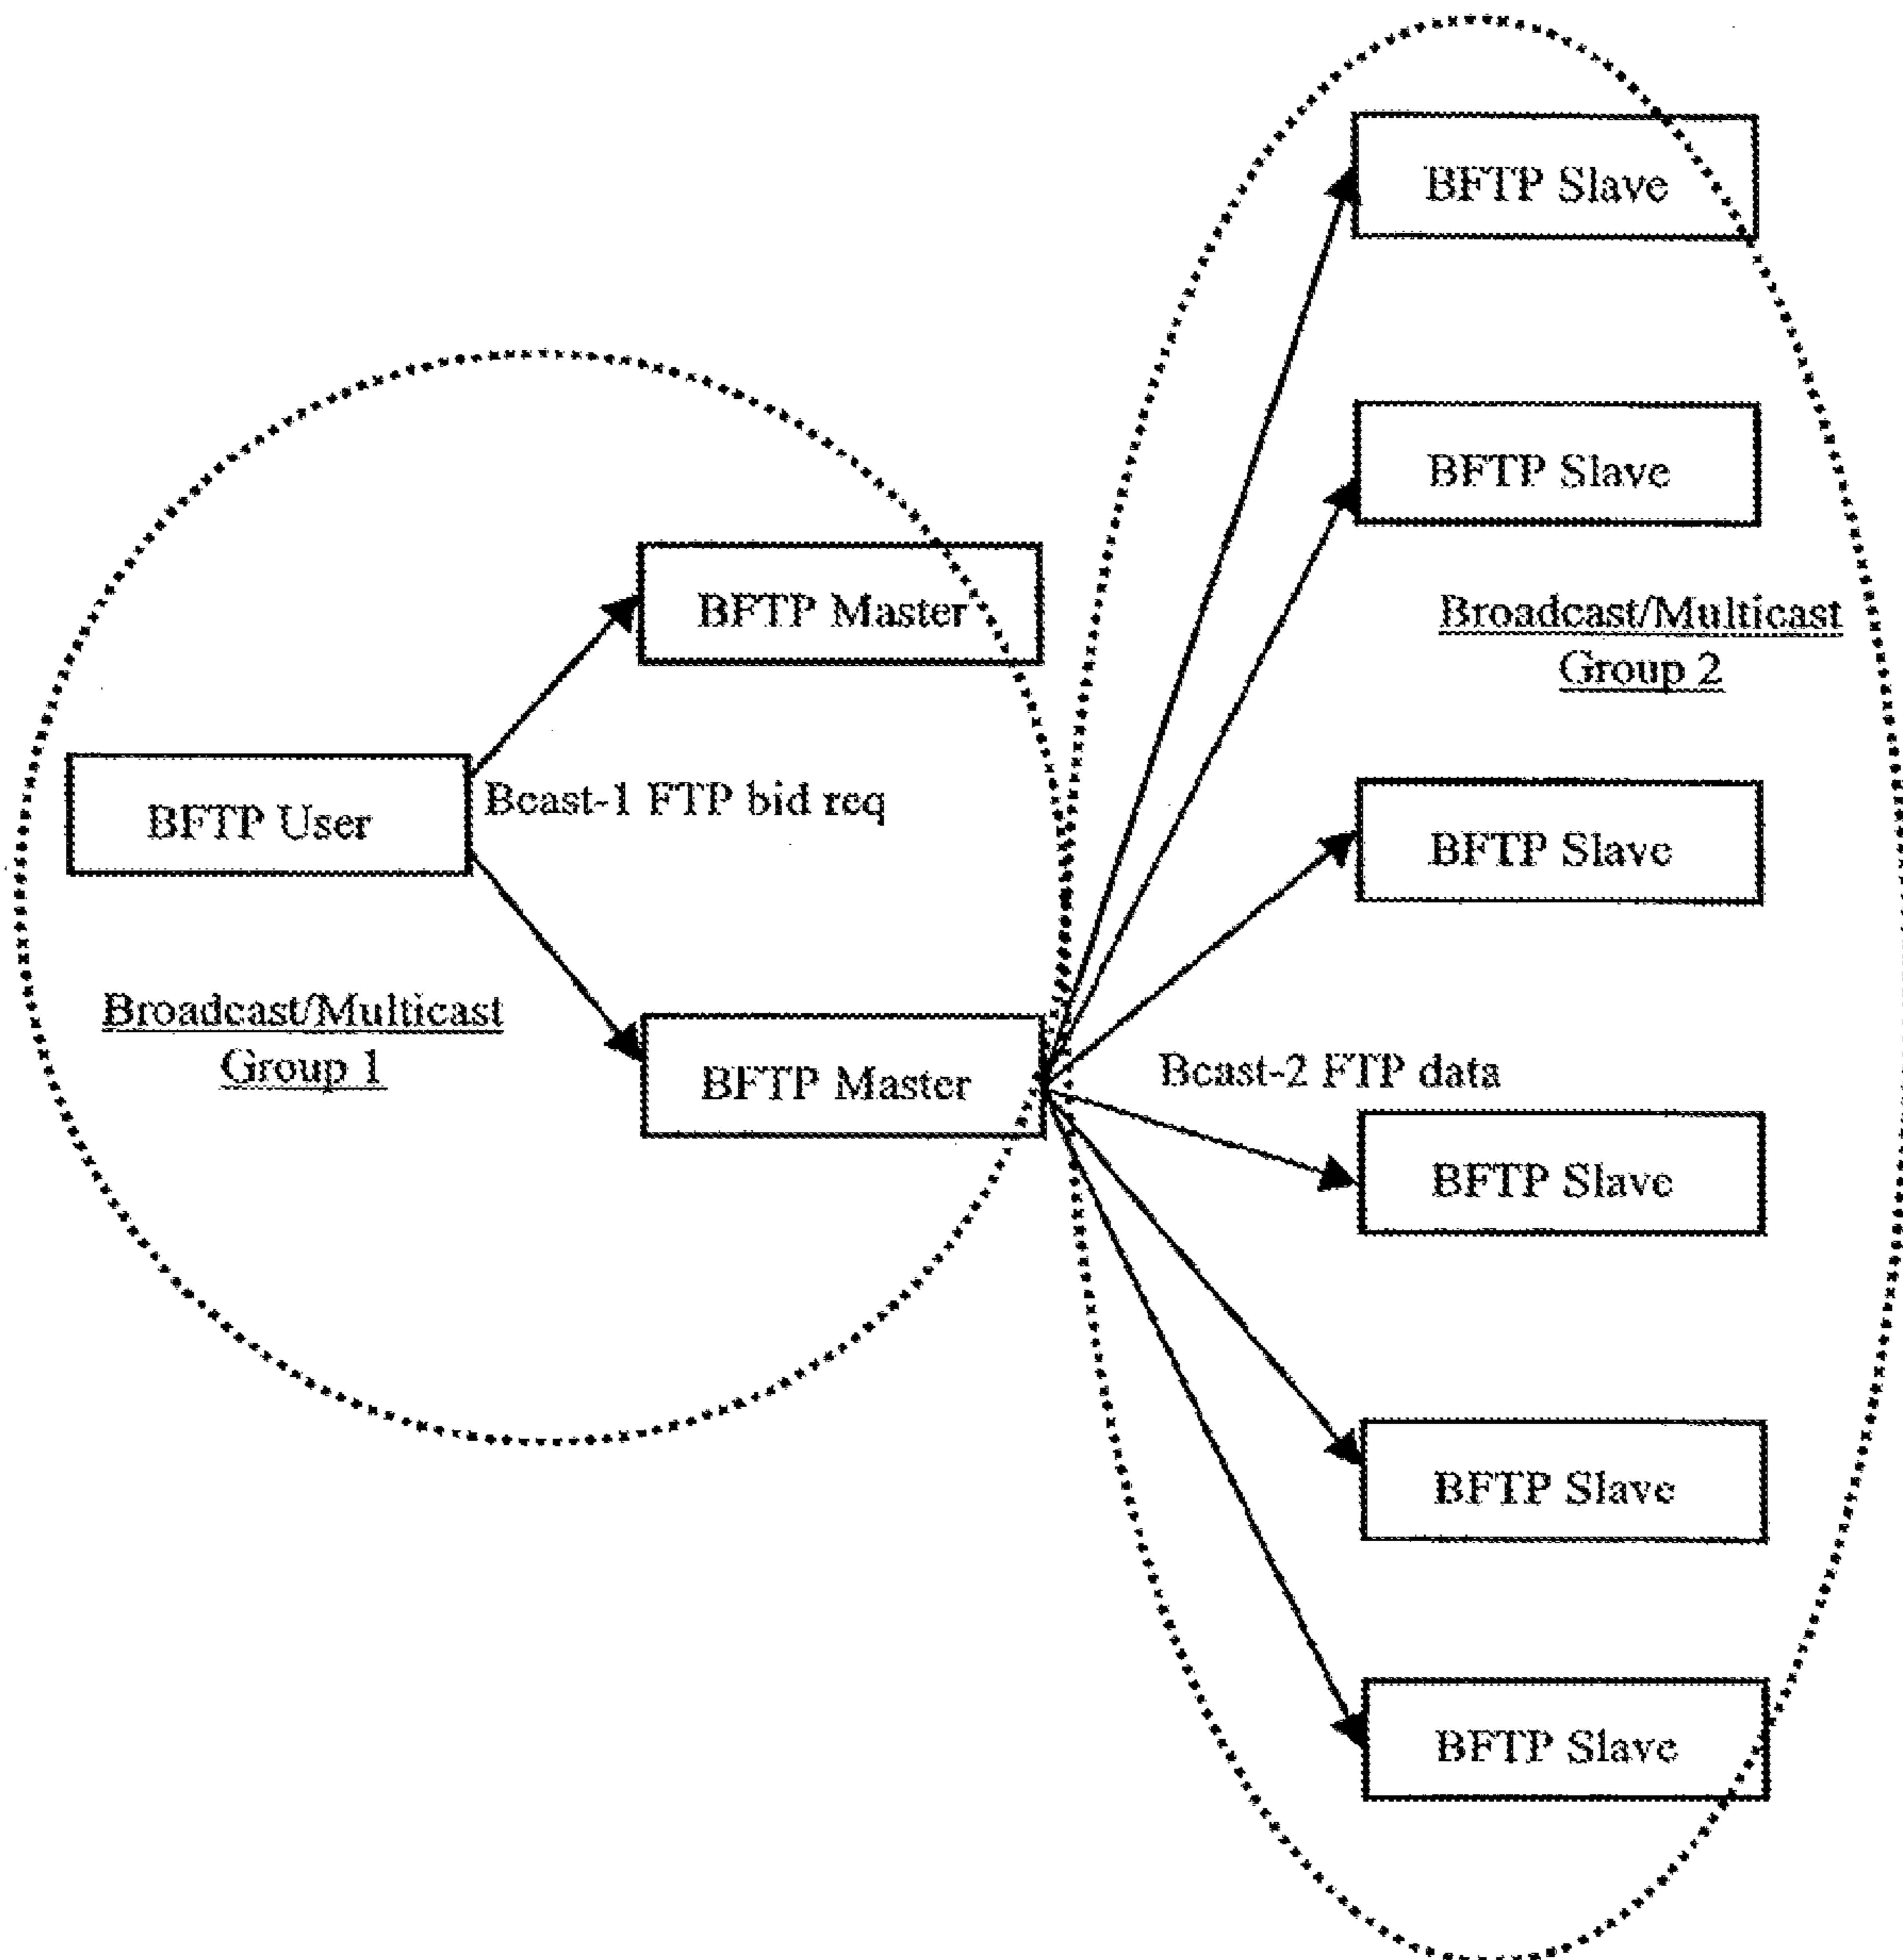 BFTP Slave
BFTP Slave
Broadcast/Multicast
Group 2
BFTP Master
BFTP User
Bcast-1 FTP bid req
BFTP Slave
Broadcast/Multicast
Group 1
BFTP Master
Bcast-2 FTP data
BFTP Slave
BFTP Slave
BFTP Slave